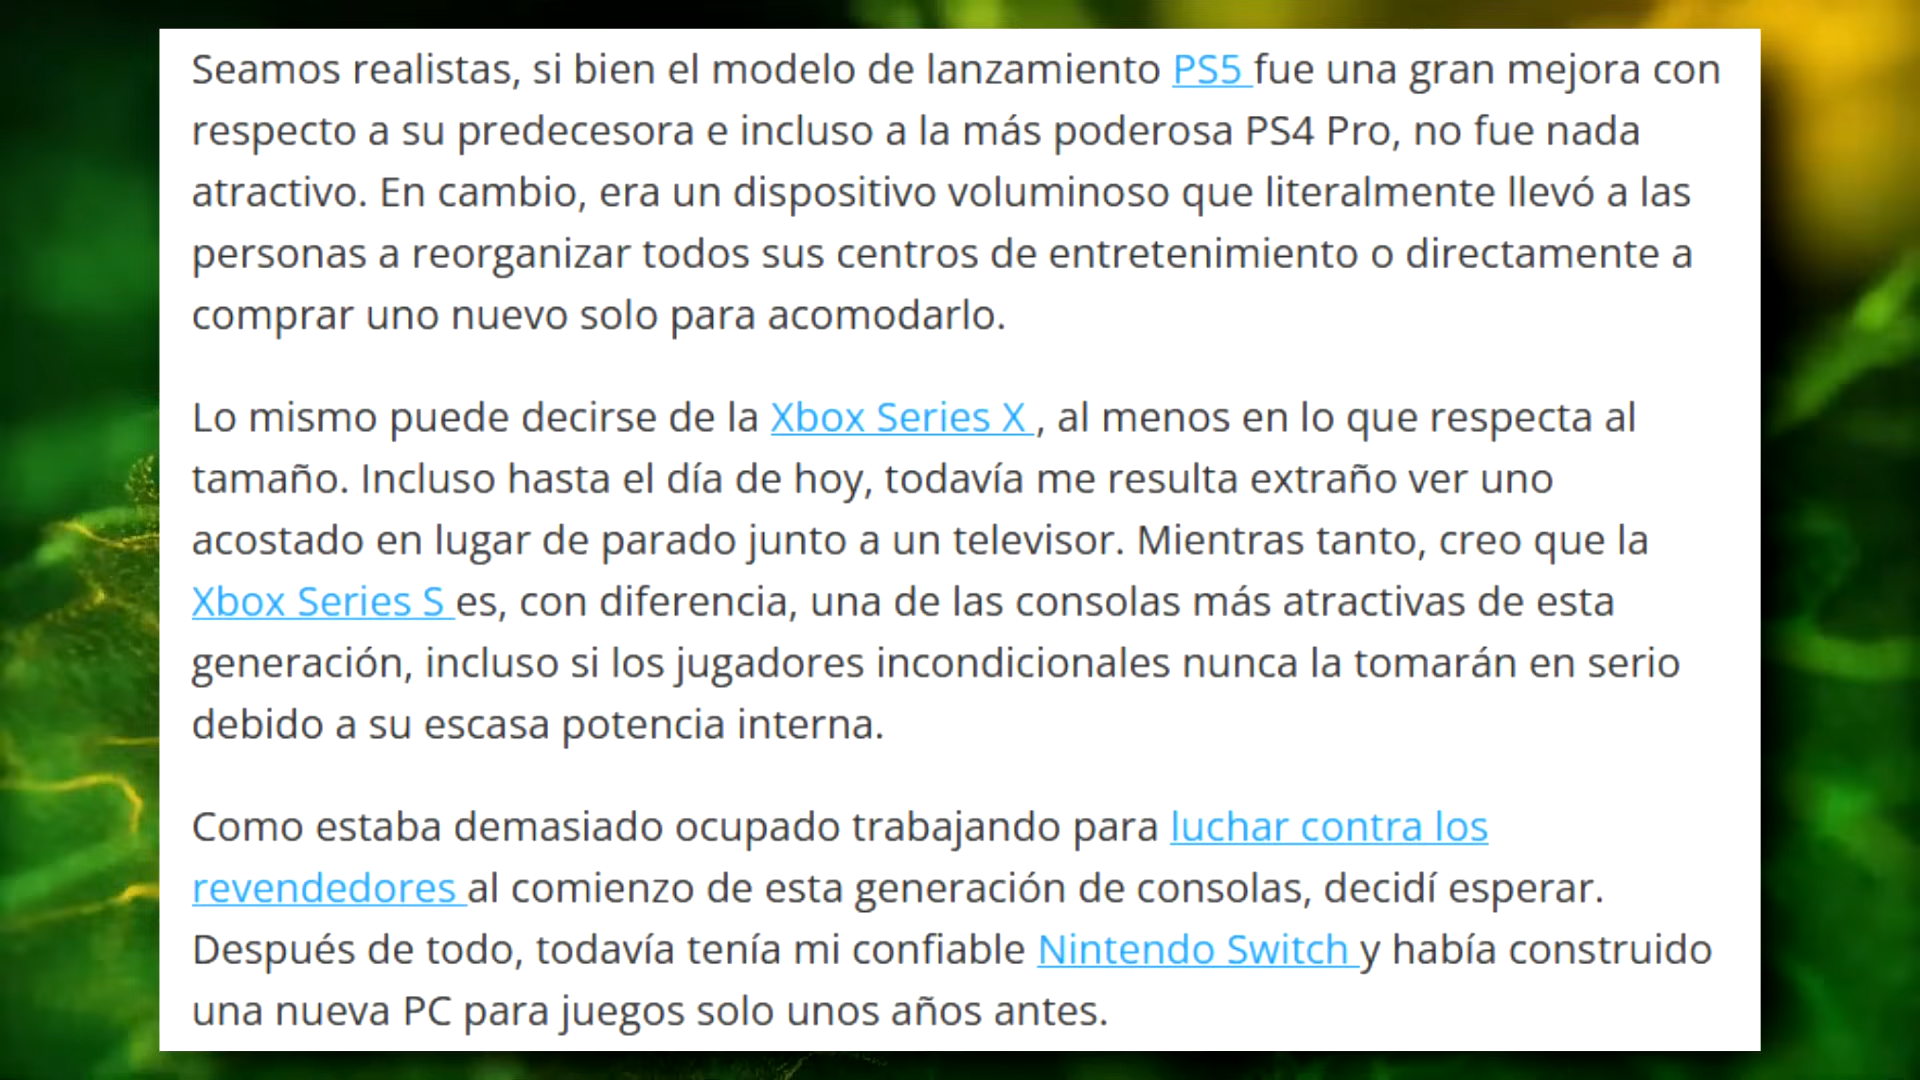 Seamos realistas, si bien el modelo de lanzamiento PS5 fue una gran mejora con
respecto a su predecesora e incluso a la más poderosa PS4 Pro, no fue nada
atractivo. En cambio, era un dispositivo voluminoso que literalmente llevó a las
personas a reorganizar todos sus centros de entretenimiento o directamente a
comprar uno nuevo solo para acomodarlo.
Lo mismo puede decirse de la Xbox Series X , al menos en lo que respecta al
tamaño. Incluso hasta el día de hoy, todavía me resulta extraño ver uno
acostado en lugar de parado junto a un televisor. Mientras tanto, creo que la
Xbox Series S es, con diferencia, una de las consolas más atractivas de esta
generación, incluso si los jugadores incondicionales nunca la tomarán en serio
debido a su escasa potencia interna.
Como estaba demasiado ocupado trabajando para luchar contra los
revendedores al comienzo de esta generación de consolas, decidí esperar.
Después de todo, todavía tenía mi confiable Nintendo Switch y había construido
una nueva PC para juegos solo unos años antes.